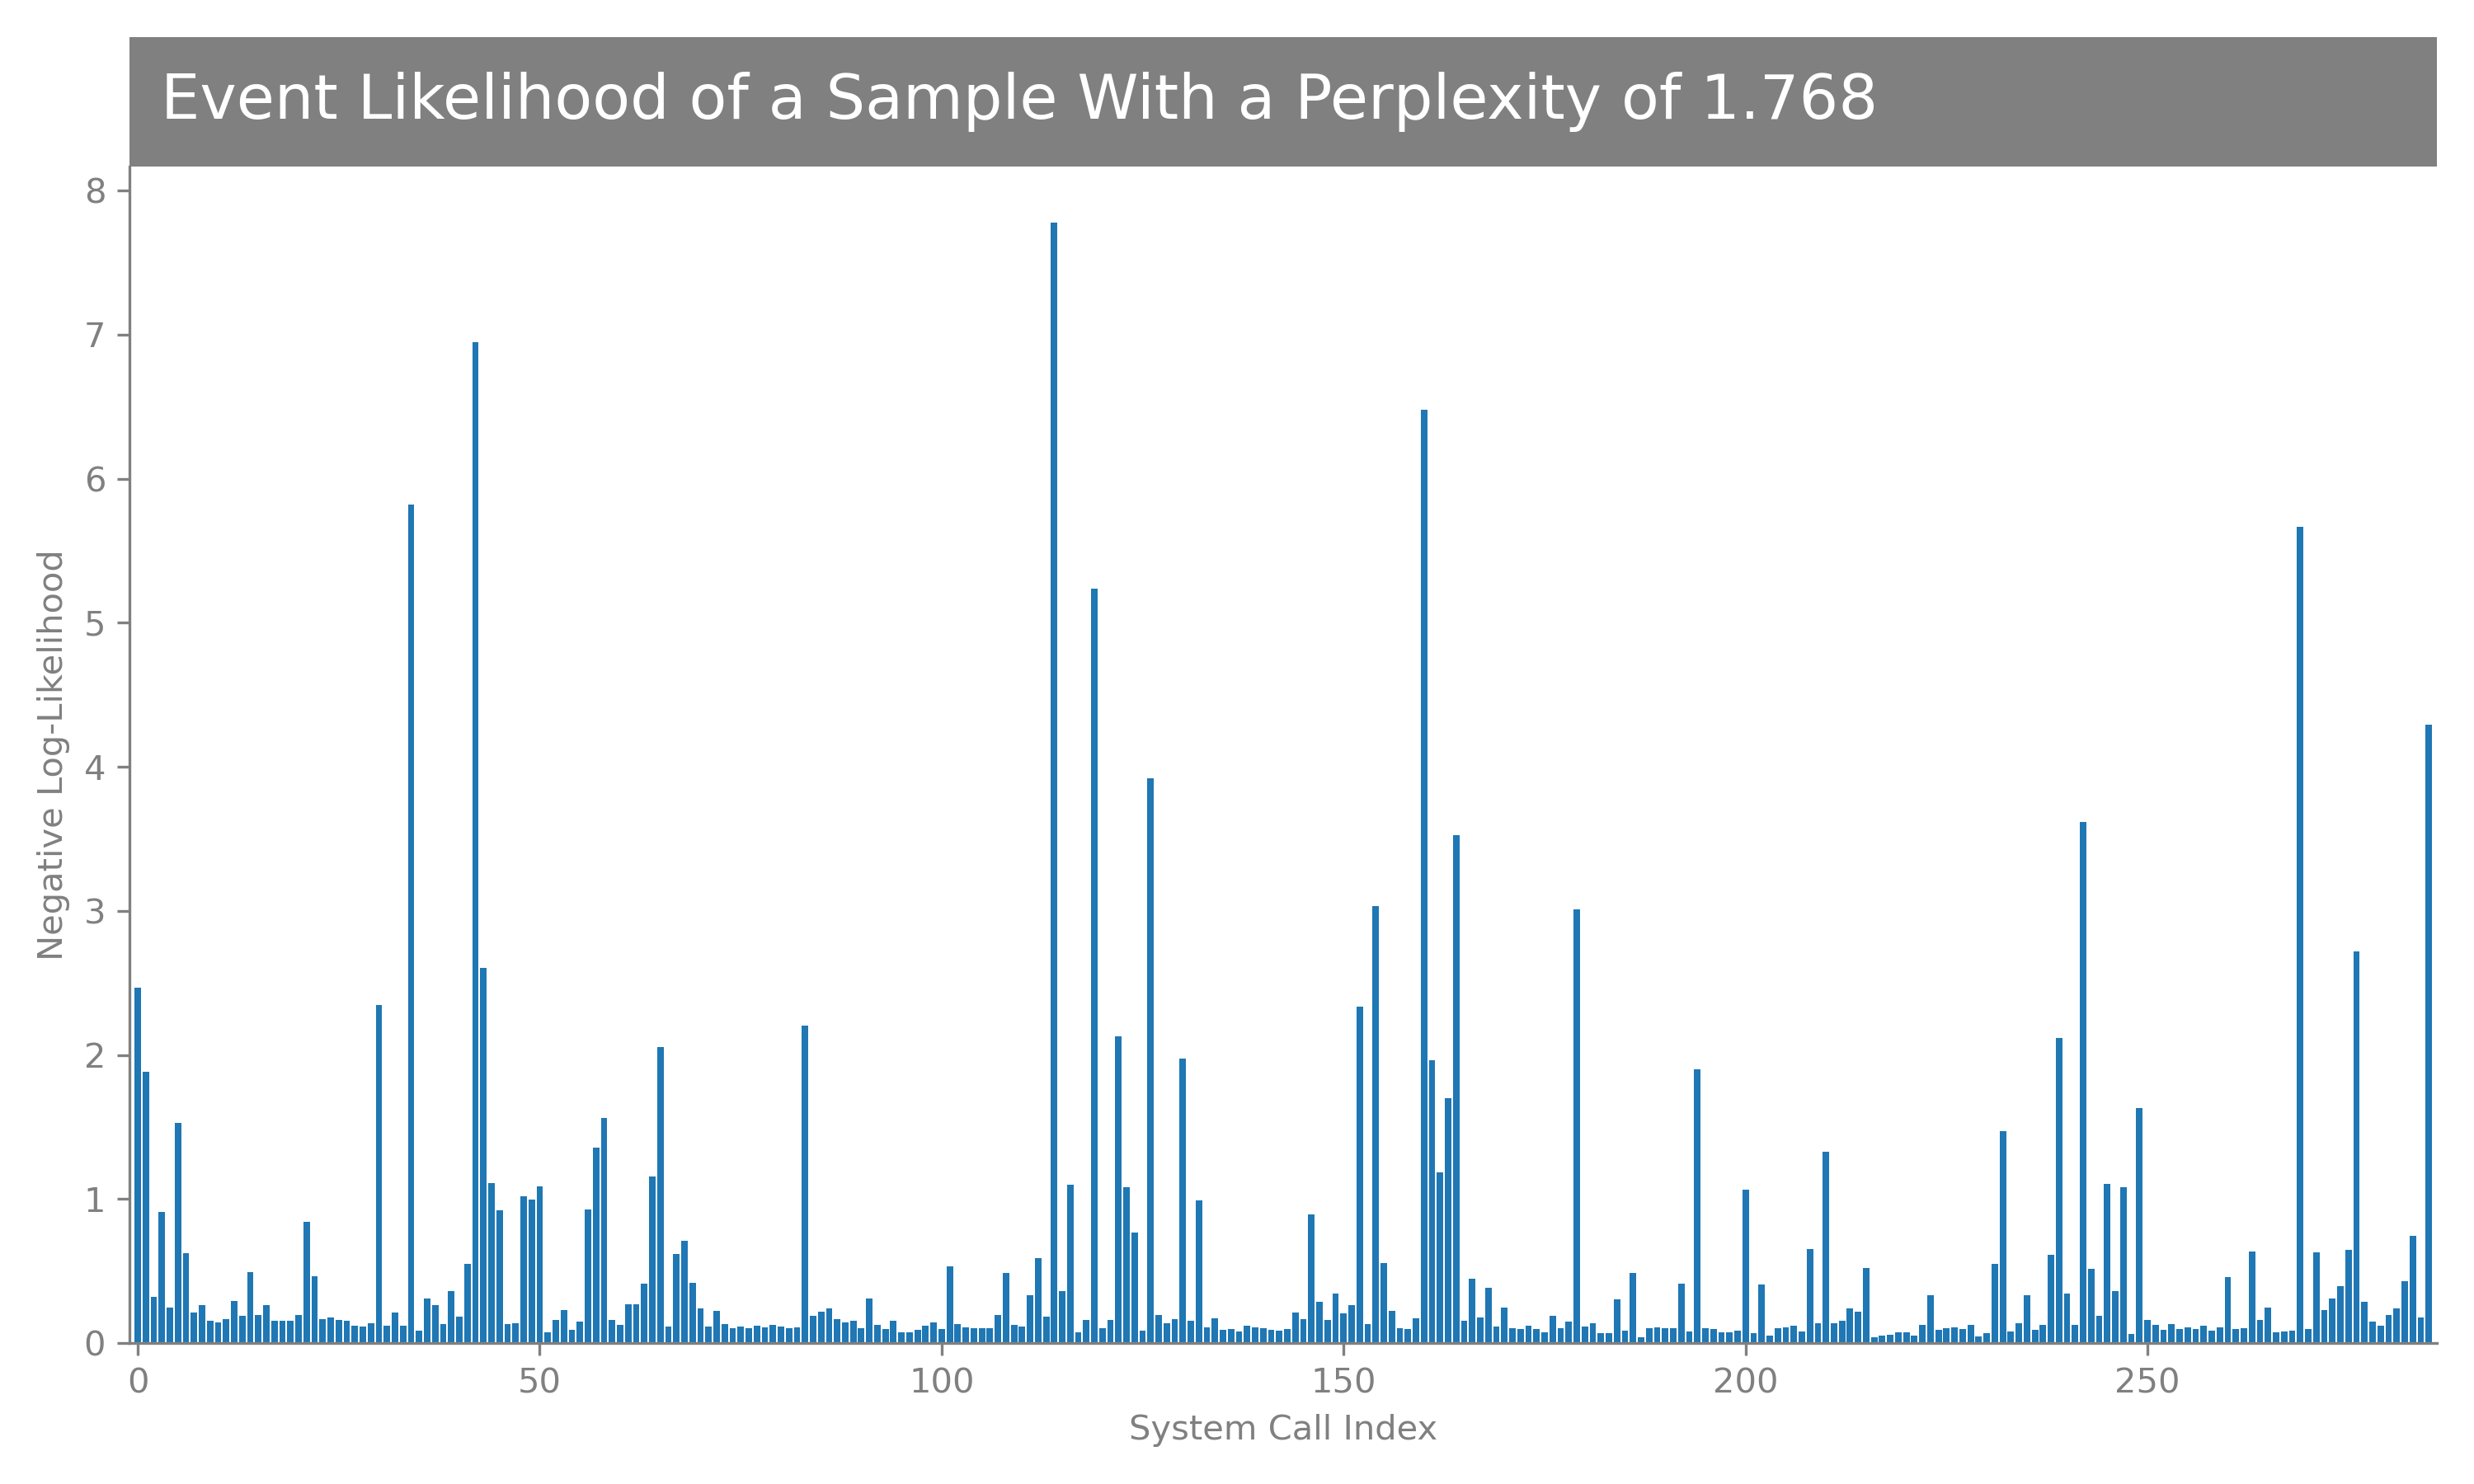 Event Likelihood of a Sample With a Perplexity of 1.768
8
7
6
5
4
3
2
1
0
Negative Log-Likelihood
0 50 100 150 200 250
System Call Index